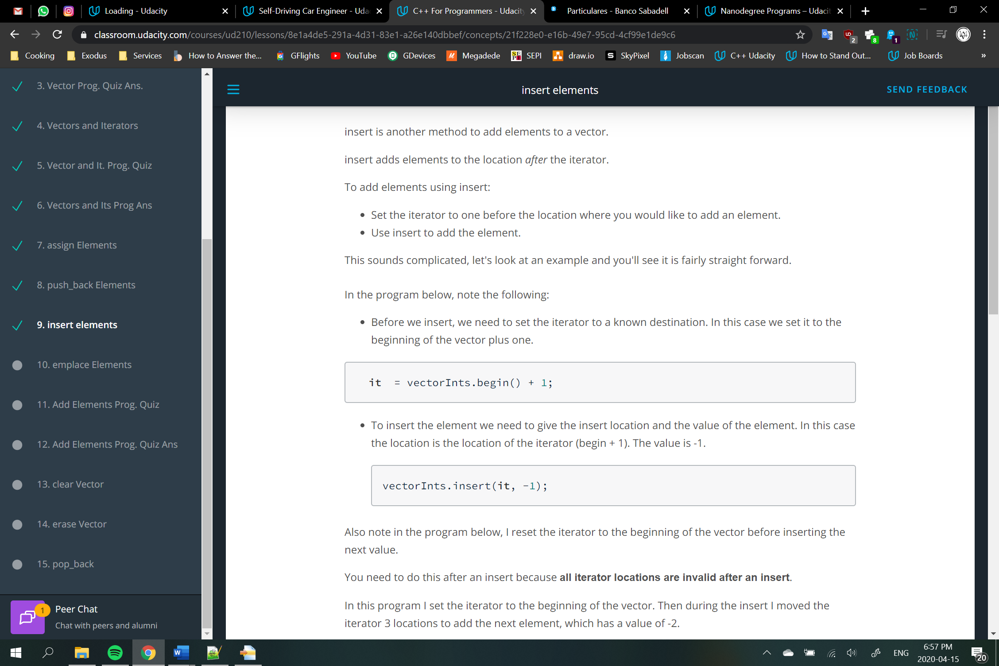 Loading - Udacity
Self-Driving Car Engineer - Uda
C++ For Programmers - Udacity
Particulares - Banco Sabadell
Nanodegree Programs – Udacit
classroom.udacity.com/courses/ud210/lessons/8e1a4de5-291a-4d31-83e1-a26e140dbbef/concepts/21f228e0-e16b-49e7-95cd-4cf99e1de9c6
2
8
1
Cooking
Exodus
Services
How to Answer the...
GFlights
YouTube
GDevices
Megadede
SEPI
draw.io
SkyPixel
Jobscan
C++ Udacity
How to Stand Out...
Job Boards
»
3. Vector Prog. Quiz Ans.
4. Vectors and Iterators
5. Vector and It. Prog. Quiz
6. Vectors and Its Prog Ans
7. assign Elements
8. push_back Elements
9. insert elements
10. emplace Elements
11. Add Elements Prog. Quiz
12. Add Elements Prog. Quiz Ans
13. clear Vector
14. erase Vector
15. pop_back
1
Peer Chat
Chat with peers and alumni
insert elements
SEND FEEDBACK
insert is another method to add elements to a vector.
insert adds elements to the location after the iterator.
To add elements using insert:
• Set the iterator to one before the location where you would like to add an element.
• Use insert to add the element.
This sounds complicated, let's look at an example and you'll see it is fairly straight forward.
In the program below, note the following:
• Before we insert, we need to set the iterator to a known destination. In this case we set it to the
beginning of the vector plus one.
it  = vectorInts.begin() + 1;
• To insert the element we need to give the insert location and the value of the element. In this case
the location is the location of the iterator (begin + 1). The value is -1.
vectorInts.insert(it, -1);
Also note in the program below, I reset the iterator to the beginning of the vector before inserting the
next value.
You need to do this after an insert because all iterator locations are invalid after an insert.
In this program I set the iterator to the beginning of the vector. Then during the insert I moved the
iterator 3 locations to add the next element, which has a value of -2.
ENG
6:57 PM
2020-04-15
20